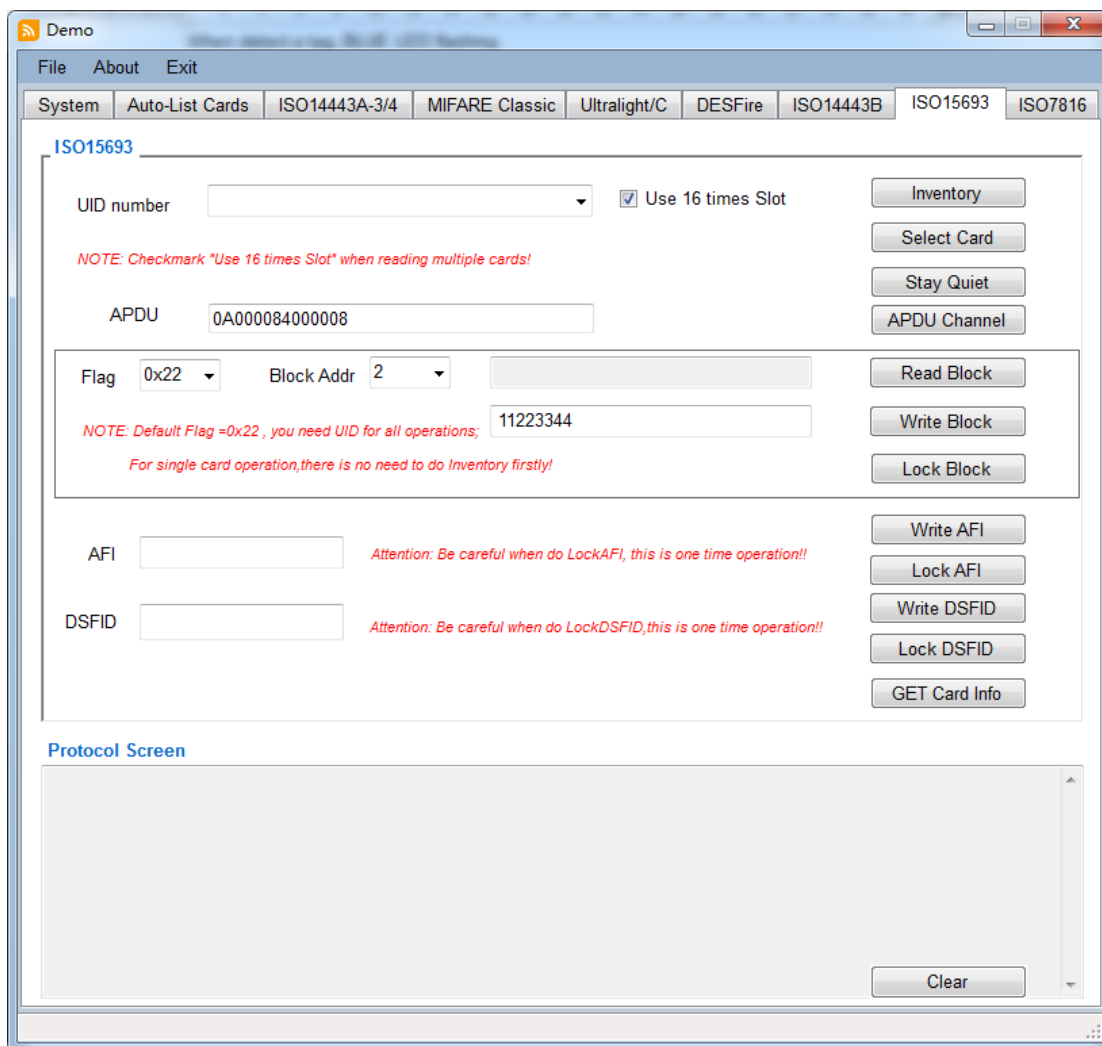 When detect a tag, BLUE LED flashing
Demo
File About Exit
System Auto-List Cards ISO14443A-3/4 MIFARE Classic Ultralight/C DESFire ISO14443B ISO15693 ISO7816
ISO15693
UID number Use 16 times Slot Inventory
Select Card
NOTE: Checkmark "Use 16 times Slot" when reading multiple cards!
Stay Quiet
APDU 0A000084000008 APDU Channel
Flag 0x22 Block Addr 2 Read Block
11223344 Write Block
NOTE: Default Flag =0x22 , you need UID for all operations;
For single card operation,there is no need to do Inventory firstly! Lock Block
Write AFI
AFI Attention: Be careful when do LockAFI, this is one time operation!!
Lock AFI
Write DSFID
DSFID Attention: Be careful when do LockDSFID,this is one time operation!!
Lock DSFID
GET Card Info
Protocol Screen
Clear